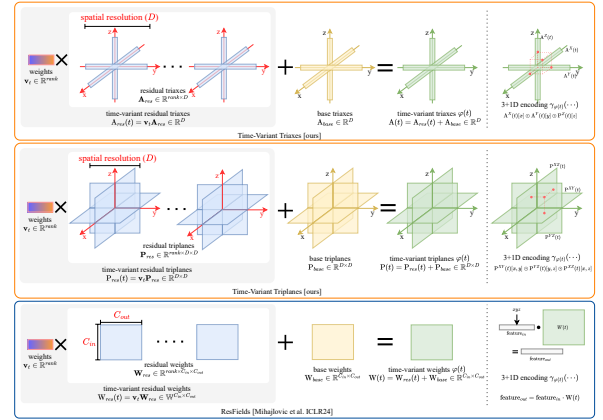 spatial resolution (D)
z
z
z
z
z
A^Z(t)
A^X(t)
A^Y(t)
weights
v_t ∈ ℝ^rank
×
· · ·
+
=
x
y
x
y
x
y
x
y
residual triaxes
A_res ∈ ℝ^{rank×D}
time-variant residual triaxes
A_res(t) = v_t A_res ∈ ℝ^D
base triaxes
A_base ∈ ℝ^D
time-variant triaxes φ(t)
A(t) = A_res(t) + A_base ∈ ℝ^D
3+1D encoding γ_φ(t)(···)
A^X(t)[x] ⊙ A^Y(t)[y] ⊙ A^Z(t)[z]
Time-Variant Triaxes [ours]
spatial resolution (D)
z
z
z
z
P^XZ(t)
P^YZ(t)
weights
v_t ∈ ℝ^rank
×
· · ·
+
=
x
y
x
y
x
y
x
y
residual triplanes
P_res ∈ ℝ^{rank×D×D}
time-variant residual triplanes
P_res(t) = v_t P_res ∈ ℝ^{D×D}
base triplanes
P_base ∈ ℝ^{D×D}
time-variant triplanes φ(t)
P(t) = P_res(t) + P_base ∈ ℝ^{D×D}
3+1D encoding γ_φ(t)(···)
P^XY(t)[x, y] ⊙ P^YZ(t)[y, z] ⊙ P^XZ(t)[x, z]
Time-Variant Triplanes [ours]
C_out
C_in
weights
v_t ∈ ℝ^rank
×
· · · ·
+
=
xyz
feature_in
W(t)
= feature_out
residual weights
W_res ∈ ℝ^{rank×C_in×C_out}
time-variant residual weights
W_res(t) = v_t W_res ∈ W^{C_in×C_out}
base weights
W_base ∈ ℝ^{C_in×C_out}
time-variant weights φ(t)
W(t) = W_res(t) + W_base ∈ ℝ^{C_in×C_out}
3+1D encoding γ_φ(t)(···)
feature_out = feature_in · W(t)
ResFields [Mihajlovic et al. ICLR24]